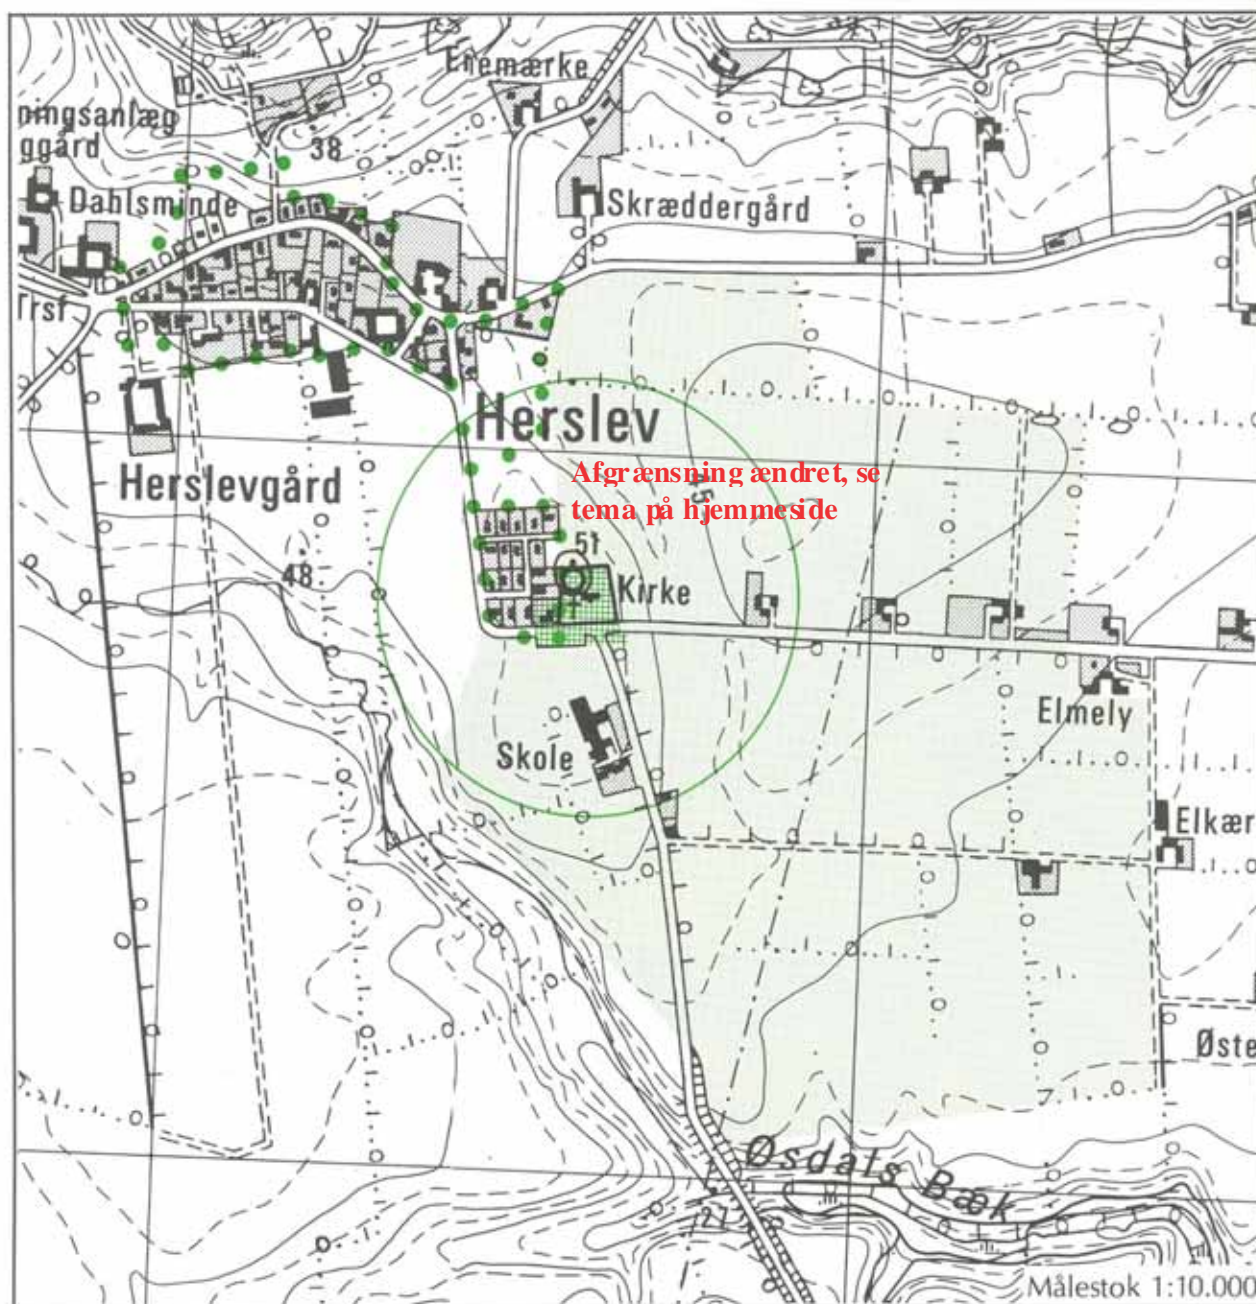 Enemærke
ningsanlæg
ggård
38
Dahlsminde
Skræddergård
Trsf
Herslev
Herslevgård
Afgrænsning ændret, se
tema på hjemmeside
45
51
48
Kirke
Elmely
Skole
Elkær
Øste
Øsdals Bæk
Målestok 1:10.000